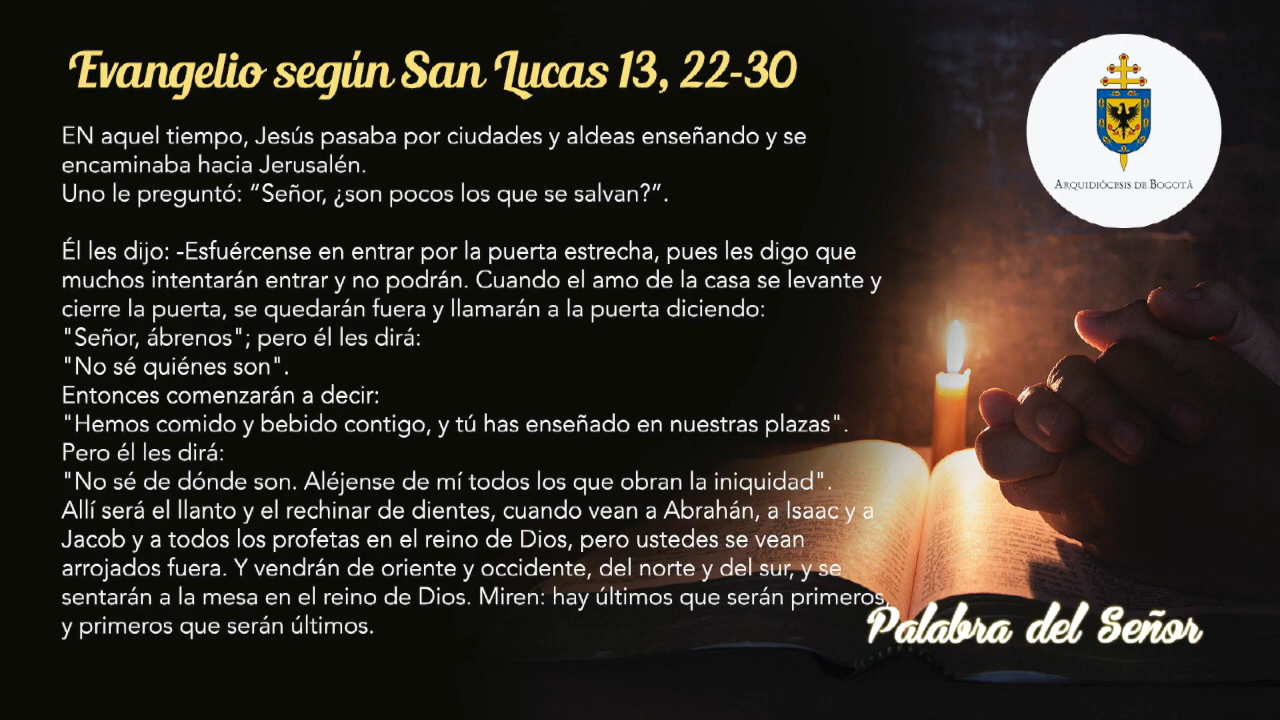 Evangelio según San Lucas 13, 22-30
ARQUIDIÓCESIS DE BOGOTÁ
EN aquel tiempo, Jesús pasaba por ciudades y aldeas enseñando y se
encaminaba hacia Jerusalén.
Uno le preguntó: “Señor, ¿son pocos los que se salvan?”.
Él les dijo: -Esfuércense en entrar por la puerta estrecha, pues les digo que
muchos intentarán entrar y no podrán. Cuando el amo de la casa se levante y
cierre la puerta, se quedarán fuera y llamarán a la puerta diciendo:
"Señor, ábrenos"; pero él les dirá:
"No sé quiénes son".
Entonces comenzarán a decir:
"Hemos comido y bebido contigo, y tú has enseñado en nuestras plazas".
Pero él les dirá:
"No sé de dónde son. Aléjense de mí todos los que obran la iniquidad".
Allí será el llanto y el rechinar de dientes, cuando vean a Abrahán, a Isaac y a
Jacob y a todos los profetas en el reino de Dios, pero ustedes se vean
arrojados fuera. Y vendrán de oriente y occidente, del norte y del sur, y se
sentarán a la mesa en el reino de Dios. Miren: hay últimos que serán primeros,
y primeros que serán últimos.
Palabra del Señor